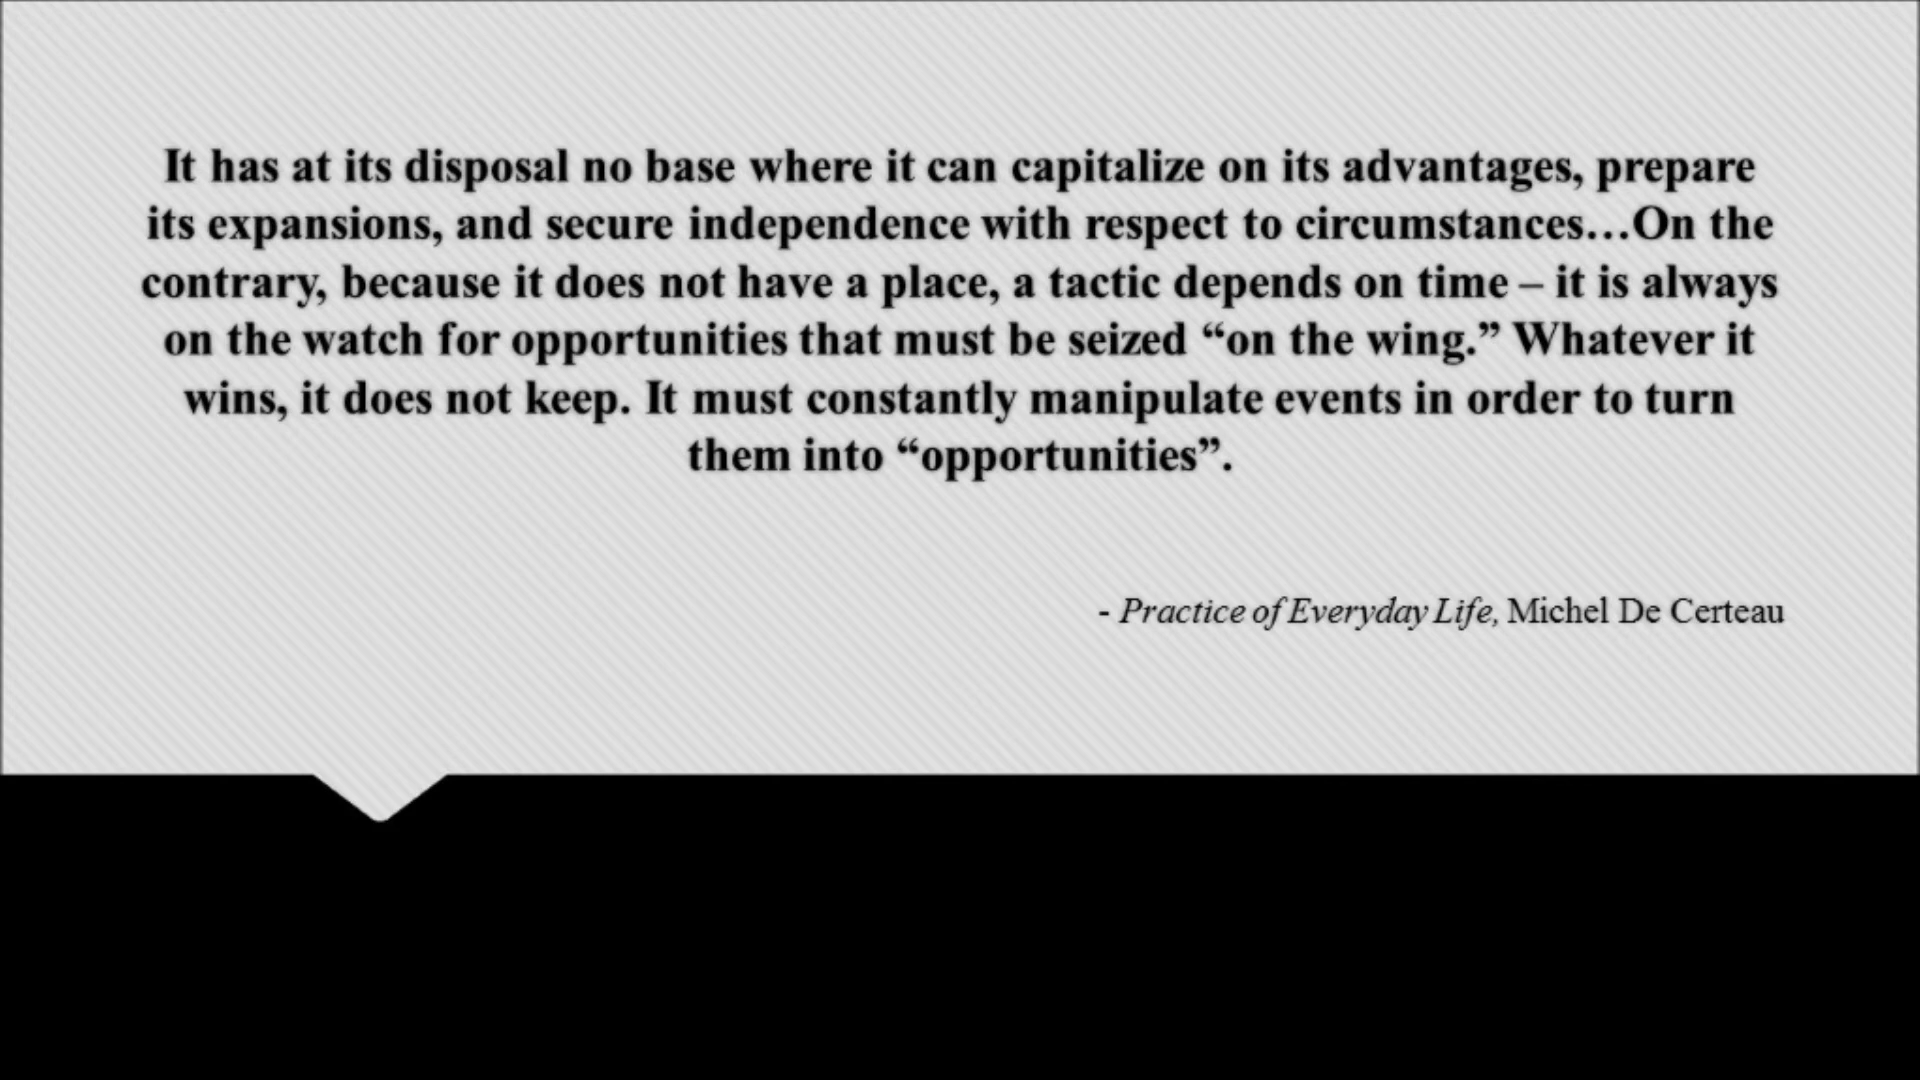 It has at its disposal no base where it can capitalize on its advantages, prepare
its expansions, and secure independence with respect to circumstances…On the
contrary, because it does not have a place, a tactic depends on time – it is always
on the watch for opportunities that must be seized “on the wing.” Whatever it
wins, it does not keep. It must constantly manipulate events in order to turn
them into “opportunities”.
- Practice of Everyday Life, Michel De Certeau